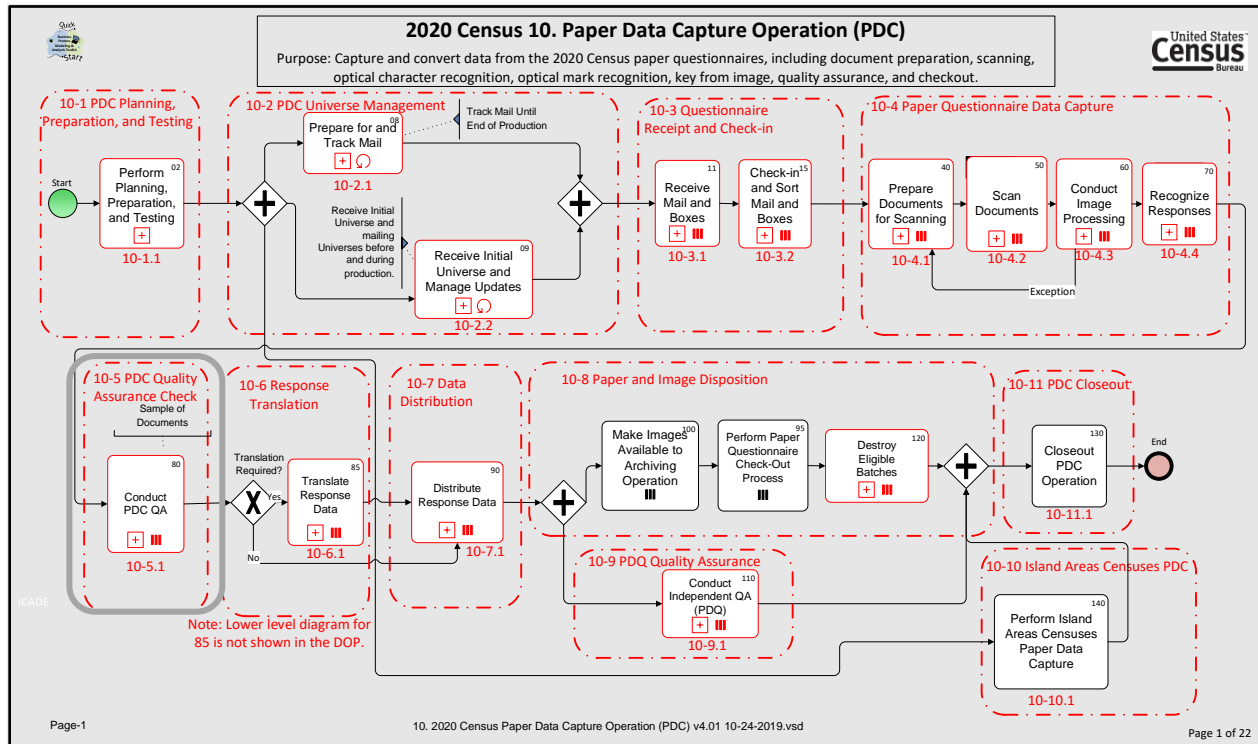 Quick
Business
Process
Modeling &
Analysis Toolkit
Start
2020 Census 10. Paper Data Capture Operation (PDC)
Purpose: Capture and convert data from the 2020 Census paper questionnaires, including document preparation, scanning,
optical character recognition, optical mark recognition, key from image, quality assurance, and checkout.
United States
Census
Bureau
10-1 PDC Planning,
Preparation, and Testing
Start
02
Perform
Planning,
Preparation,
and Testing
10-1.1
10-2 PDC Universe Management
08
Prepare for and
Track Mail
10-2.1
Track Mail Until
End of Production
Receive Initial
Universe and
mailing
Universes before
and during
production.
09
Receive Initial
Universe and
Manage Updates
10-2.2
10-3 Questionnaire
Receipt and Check-in
11
Receive
Mail and
Boxes
10-3.1
15
Check-in
and Sort
Mail and
Boxes
10-3.2
10-4 Paper Questionnaire Data Capture
40
Prepare
Documents
for Scanning
10-4.1
50
Scan
Documents
10-4.2
60
Conduct
Image
Processing
10-4.3
70
Recognize
Responses
10-4.4
Exception
10-5 PDC Quality
Assurance Check
Sample of
Documents
80
Conduct
PDC QA
10-5.1
ICADE
10-6 Response
Translation
Translation
Required?
X
Yes
No
85
Translate
Response
Data
10-6.1
Note: Lower level diagram for
85 is not shown in the DOP.
10-7 Data
Distribution
90
Distribute
Response Data
10-7.1
10-8 Paper and Image Disposition
100
Make Images
Available to
Archiving
Operation
95
Perform Paper
Questionnaire
Check-Out
Process
120
Destroy
Eligible
Batches
10-9 PDQ Quality Assurance
110
Conduct
Independent QA
(PDQ)
10-9.1
10-11 PDC Closeout
130
Closeout
PDC
Operation
10-11.1
End
10-10 Island Areas Censuses PDC
140
Perform Island
Areas Censuses
Paper Data
Capture
10-10.1
Page-1
10. 2020 Census Paper Data Capture Operation (PDC) v4.01 10-24-2019.vsd
Page 1 of 22